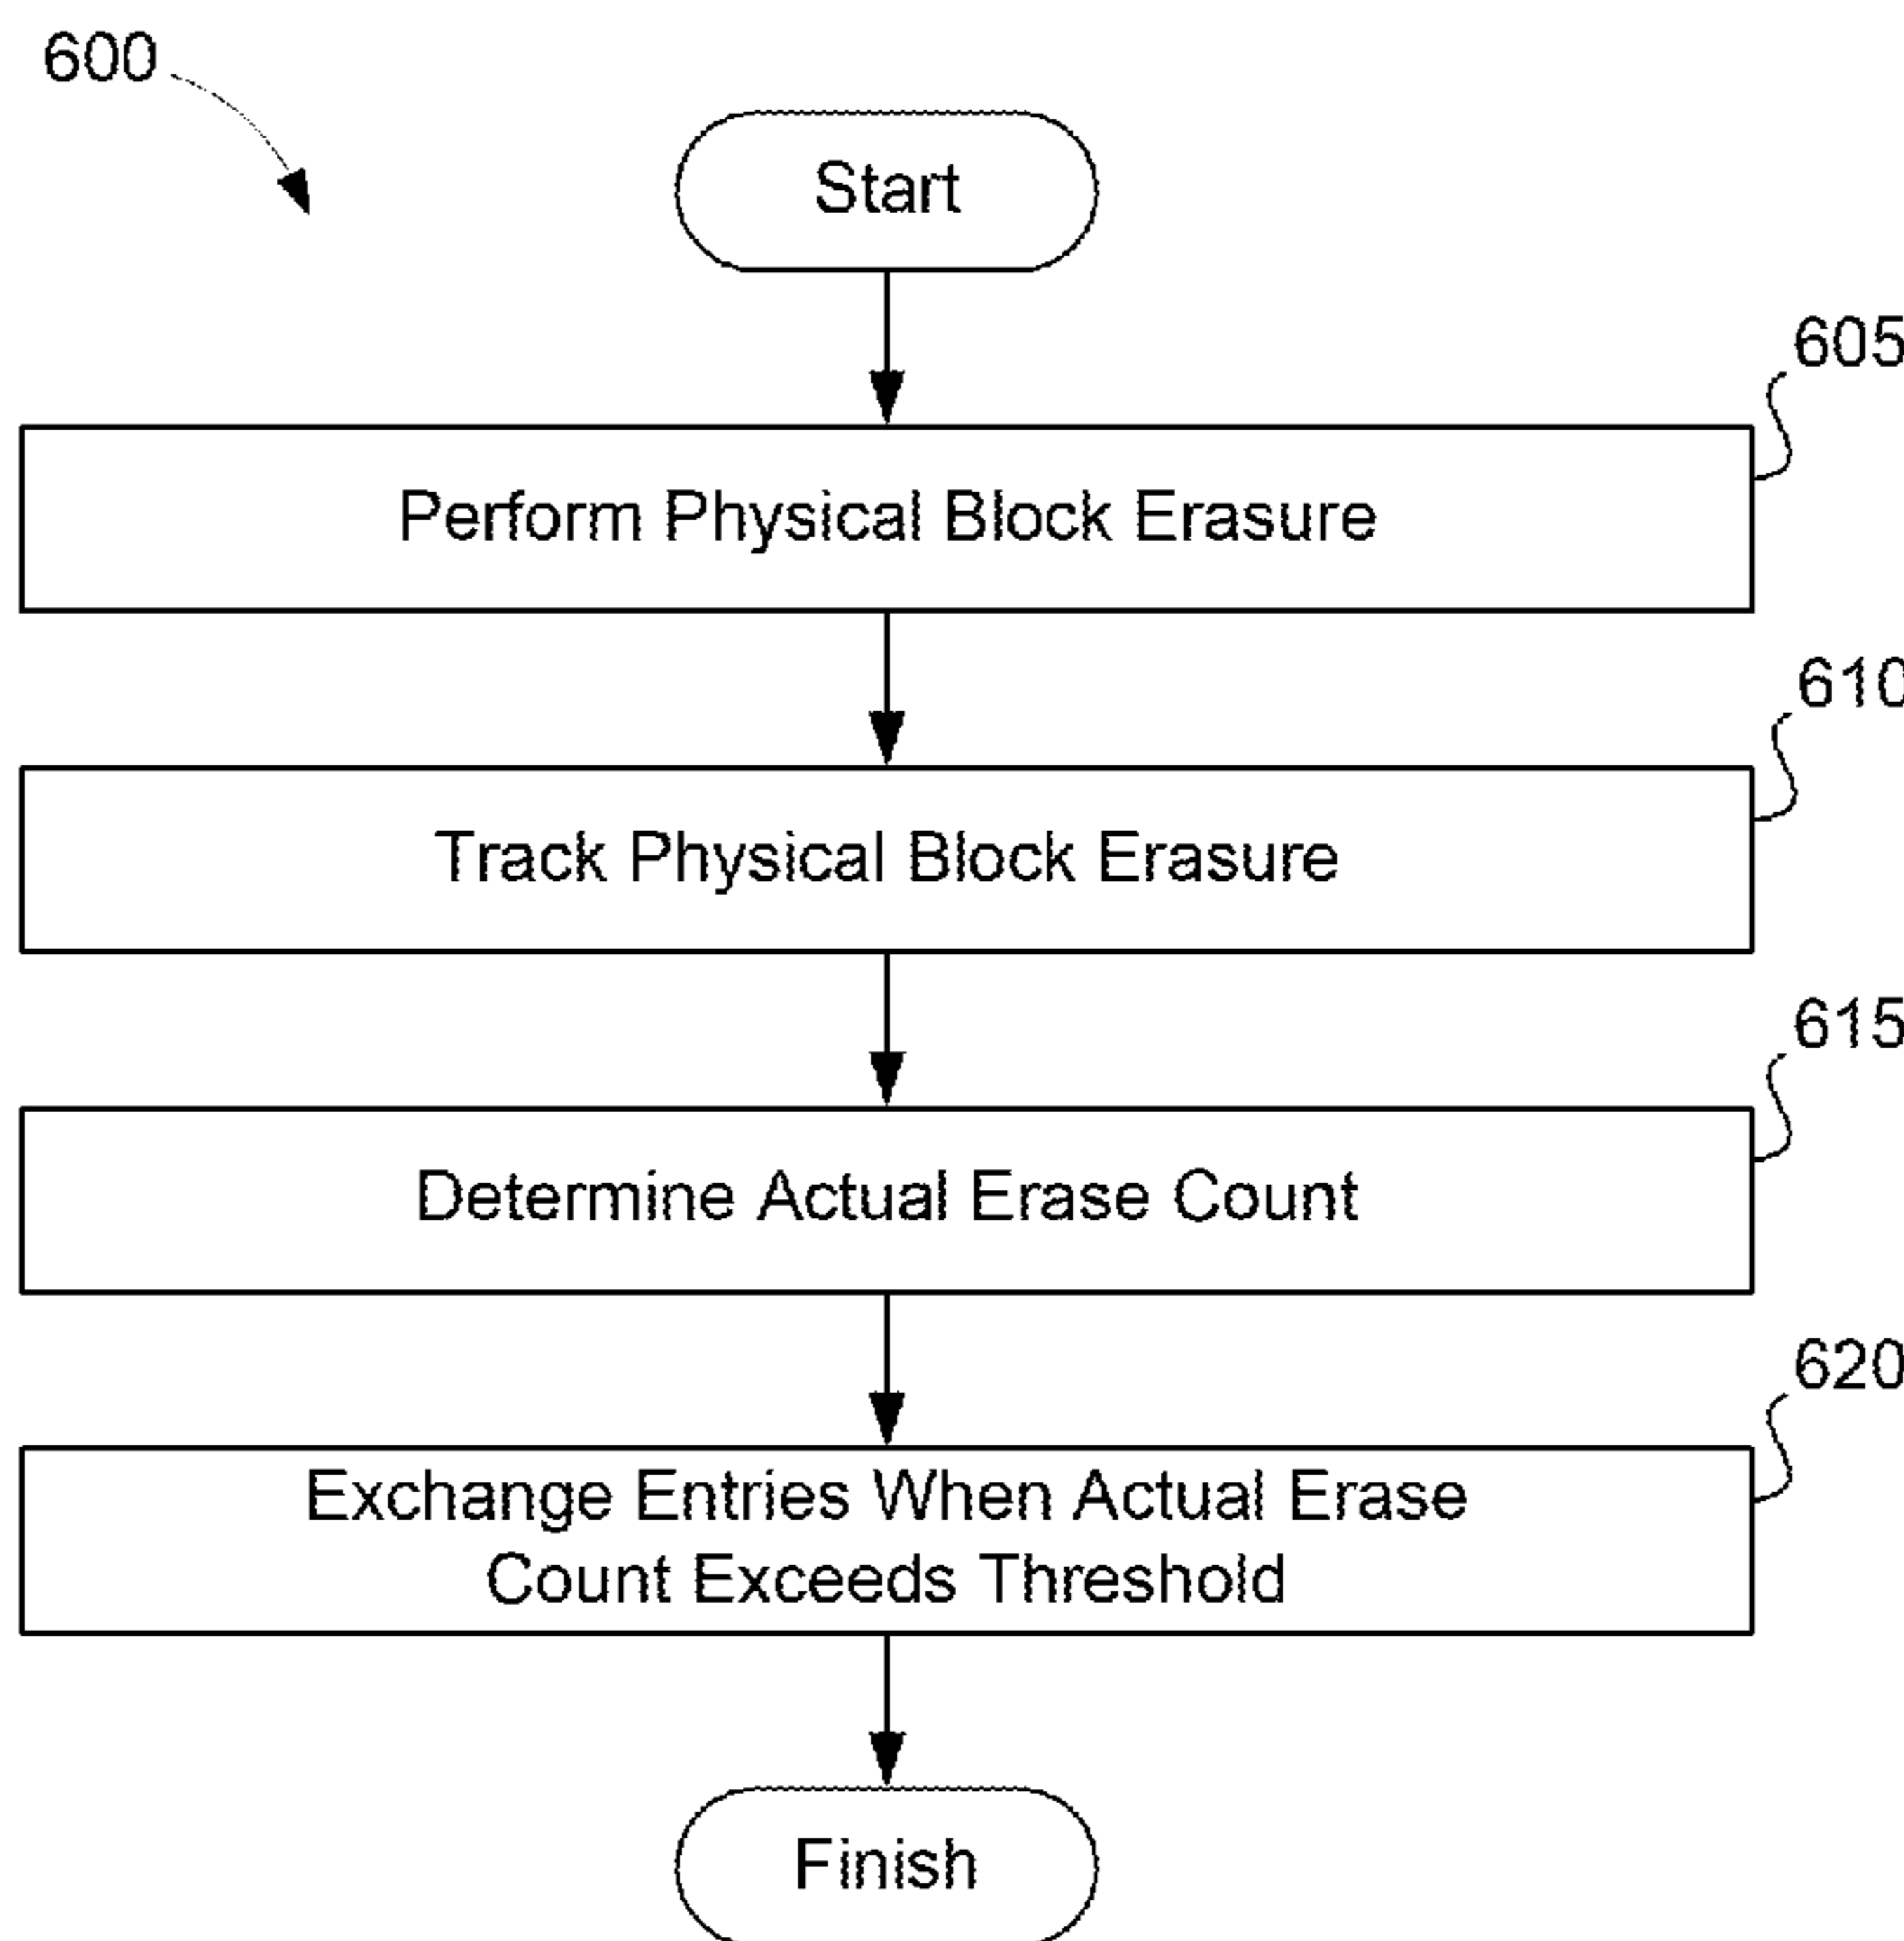 600
Start
605
Perform Physical Block Erasure
610
Track Physical Block Erasure
615
Determine Actual Erase Count
620
Exchange Entries When Actual Erase
Count Exceeds Threshold
Finish